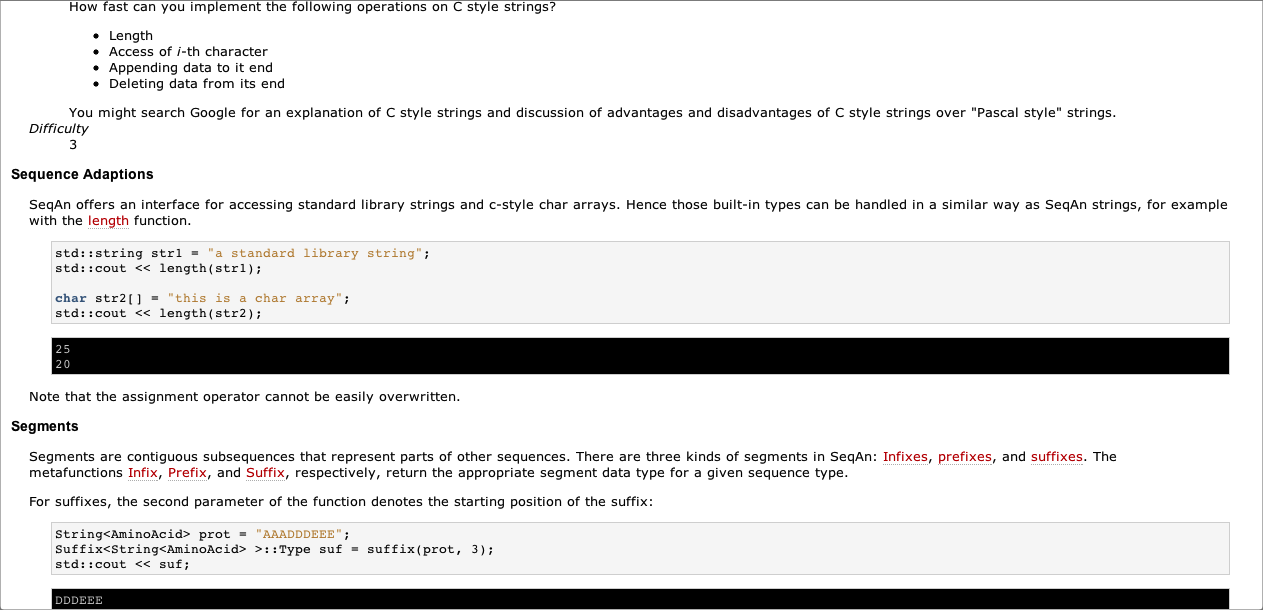 How fast can you implement the following operations on C style strings?
Length
Access of i-th character
Appending data to it end
Deleting data from its end
You might search Google for an explanation of C style strings and discussion of advantages and disadvantages of C style strings over "Pascal style" strings.
Difficulty
3
Sequence Adaptions
SeqAn offers an interface for accessing standard library strings and c-style char arrays. Hence those built-in types can be handled in a similar way as SeqAn strings, for example
with the length function.
std::string str1 = "a standard library string";
std::cout << length(str1);
char str2[] = "this is a char array";
std::cout << length(str2);
25
20
Note that the assignment operator cannot be easily overwritten.
Segments
Segments are contiguous subsequences that represent parts of other sequences. There are three kinds of segments in SeqAn: Infixes, prefixes, and suffixes. The
metafunctions Infix, Prefix, and Suffix, respectively, return the appropriate segment data type for a given sequence type.
For suffixes, the second parameter of the function denotes the starting position of the suffix:
String<AminoAcid> prot = "AAADDDEEE";
Suffix<String<AminoAcid> >::Type suf = suffix(prot, 3);
std::cout << suf;
DDDEEE